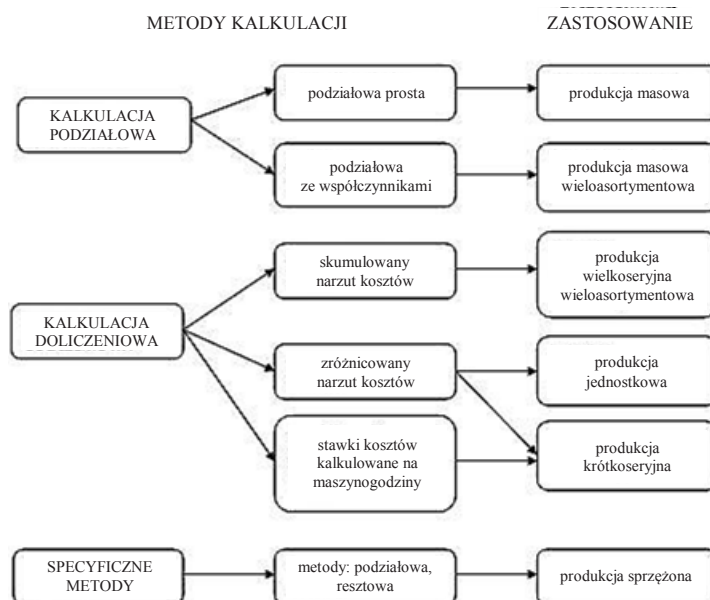 METODY KALKULACJI
ZASTOSOWANIE
KALKULACJA
PODZIAŁOWA
podziałowa prosta
produkcja masowa
podziałowa
ze współczynnikami
produkcja masowa
wieloasortymentowa
KALKULACJA
DOLICZENIOWA
skumulowany
narzut kosztów
produkcja
wielkoseryjna
wieloasortymentowa
zróżnicowany
narzut kosztów
produkcja
jednostkowa
stawki kosztów
kalkulowane na
maszynogodziny
produkcja
krótkoseryjna
SPECYFICZNE
METODY
metody: podziałowa,
resztowa
produkcja sprzężona